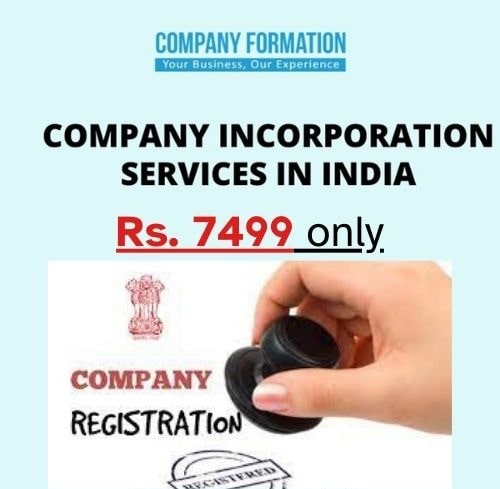 COMPANY FORMATION
Your Business, Our Experience
COMPANY INCORPORATION
SERVICES IN INDIA
Rs. 7499 only
COMPANY
REGISTRATION
REGISTERED